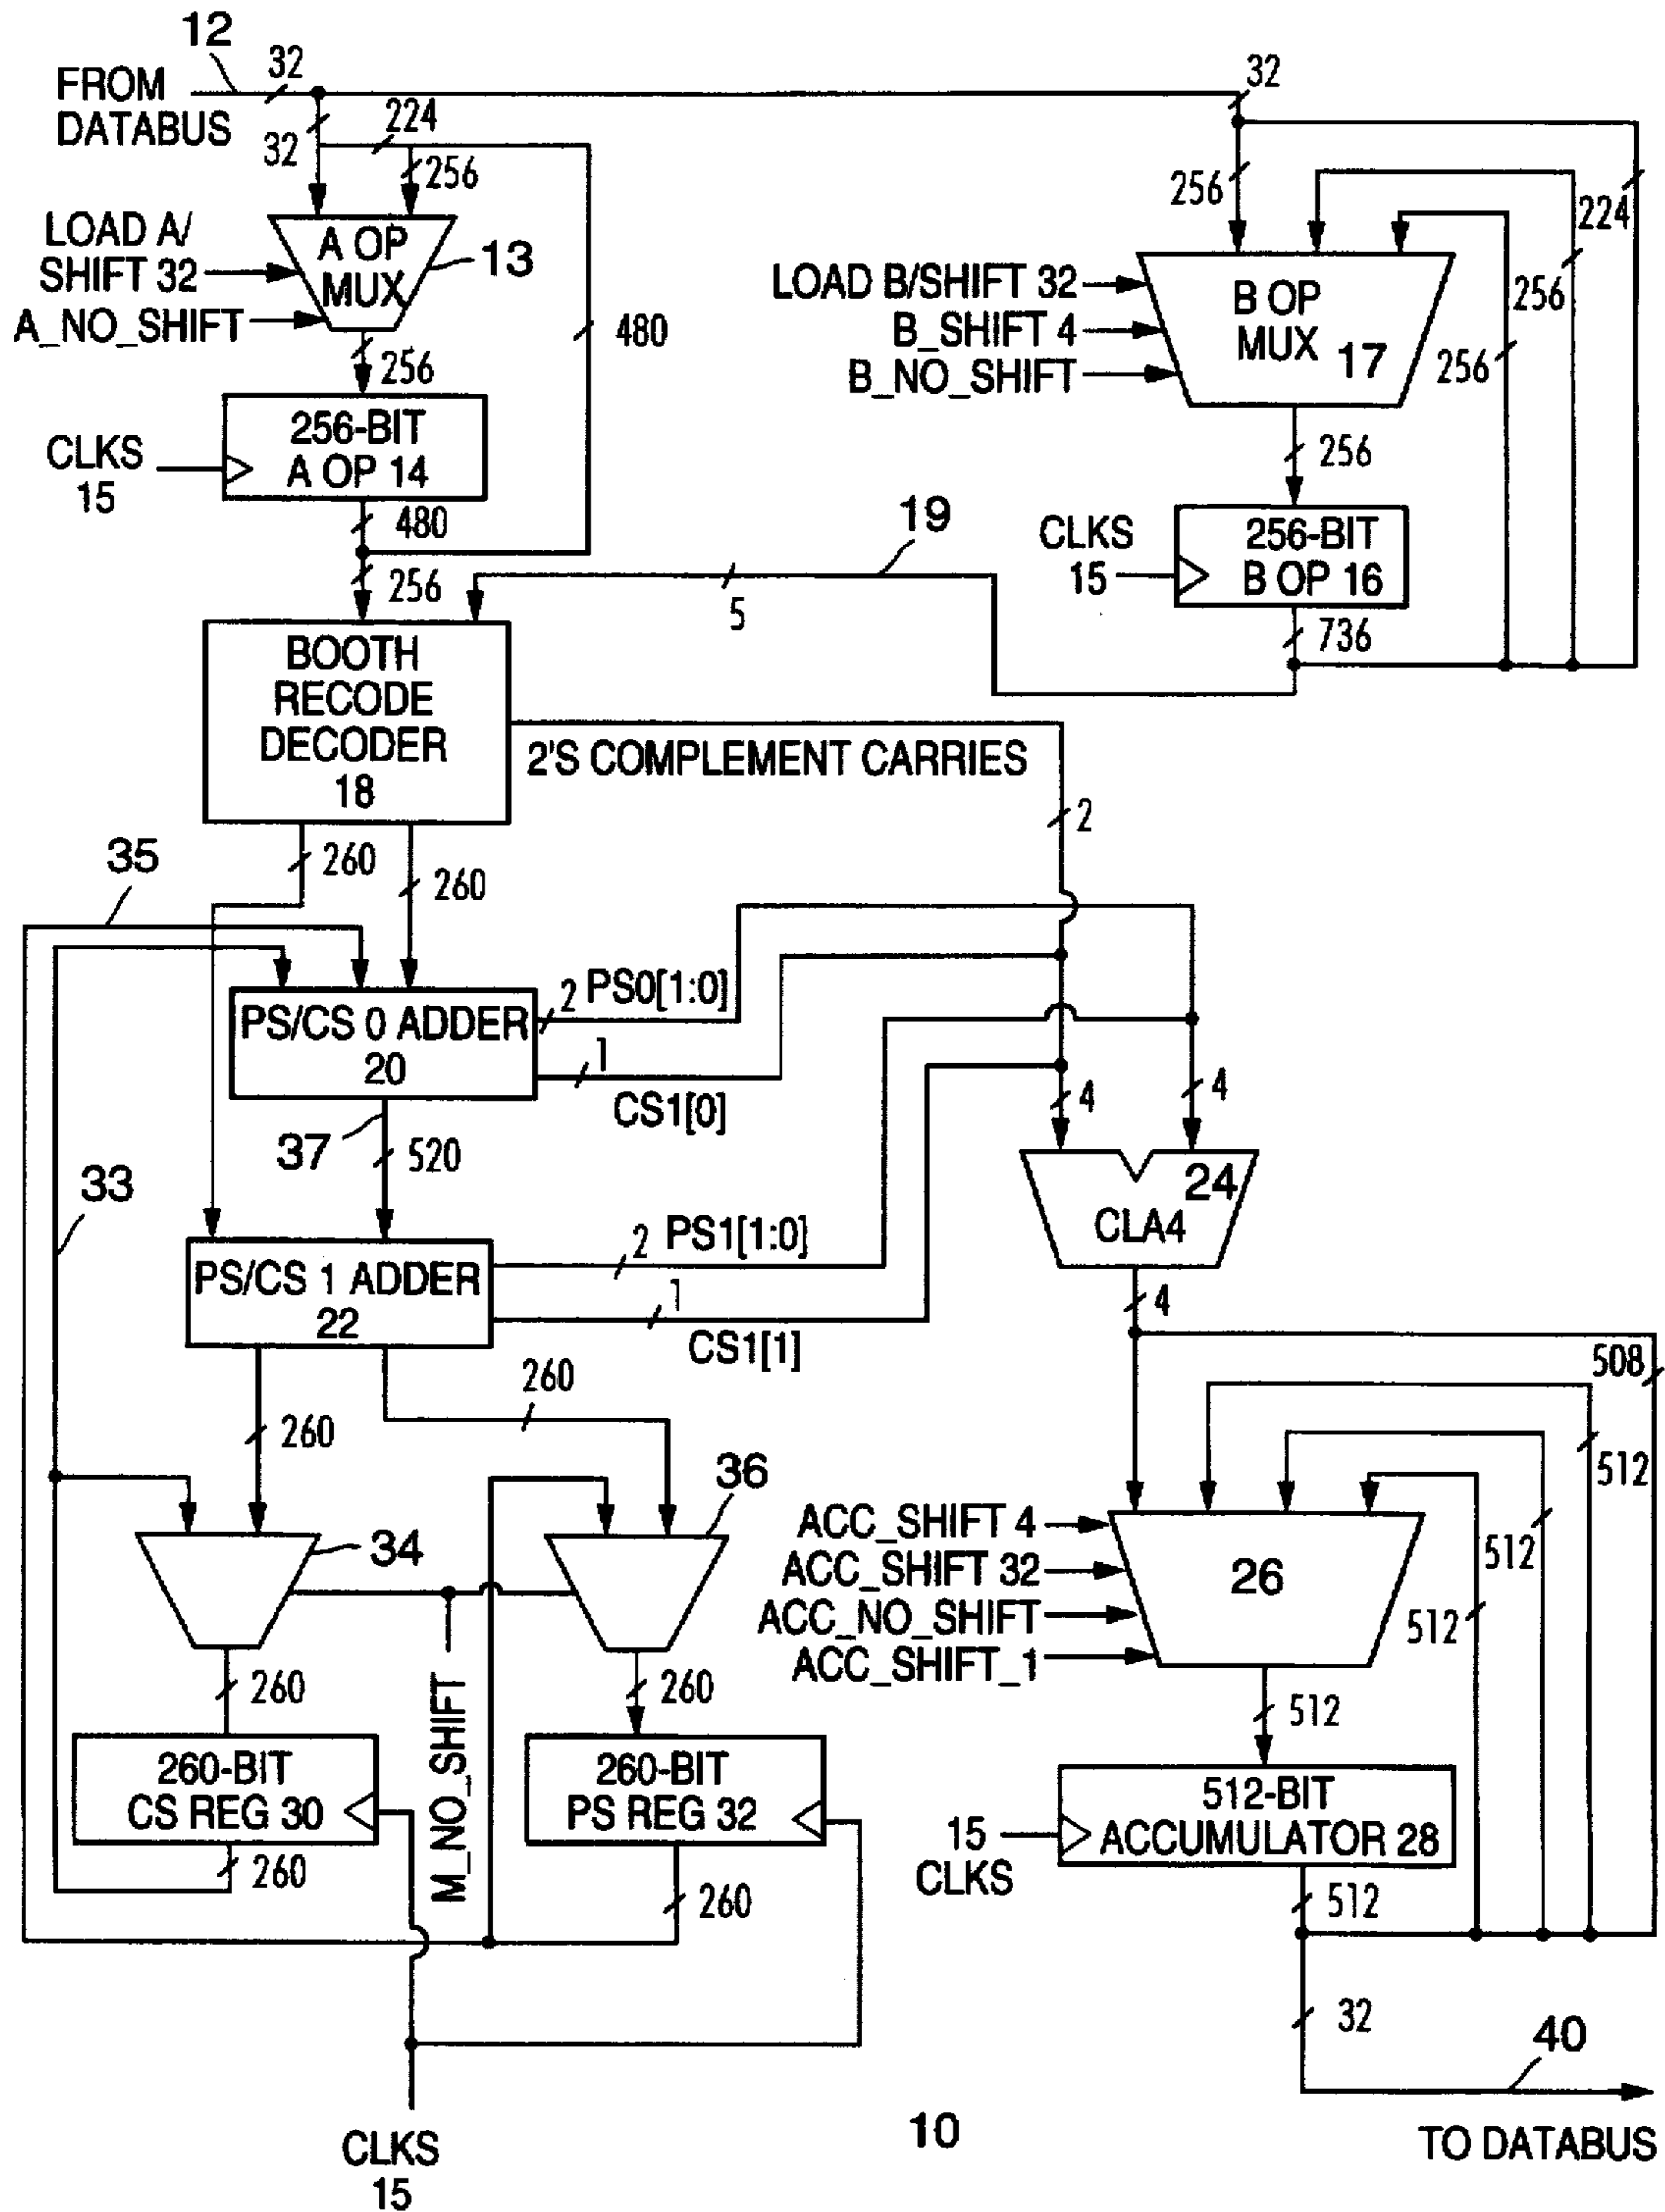 12
FROM
DATABUS
32
32
32
224
256
224
256
256
256
LOAD A/
SHIFT 32
A_NO_SHIFT
A OP
MUX
13
480
256
LOAD B/SHIFT 32
B_SHIFT 4
B_NO_SHIFT
B OP
MUX 17
CLKS
15
256-BIT
A OP 14
256
480
256
19
5
CLKS
15
256-BIT
B OP 16
736
BOOTH
RECODE
DECODER
18
2'S COMPLEMENT CARRIES
2
35
260
260
PS/CS 0 ADDER
20
2 PS0[1:0]
1
CS1[0]
37
520
33
4
4
24
CLA4
4
PS/CS 1 ADDER
22
2 PS1[1:0]
1
CS1[1]
260
260
508
512
512
512
34
36
ACC_SHIFT 4
ACC_SHIFT 32
ACC_NO_SHIFT
ACC_SHIFT_1
26
260
M_NO_SHIFT
260
512
260-BIT
CS REG 30
260-BIT
PS REG 32
512-BIT
ACCUMULATOR 28
15
CLKS
260
260
512
32
40
TO DATABUS
10
CLKS
15